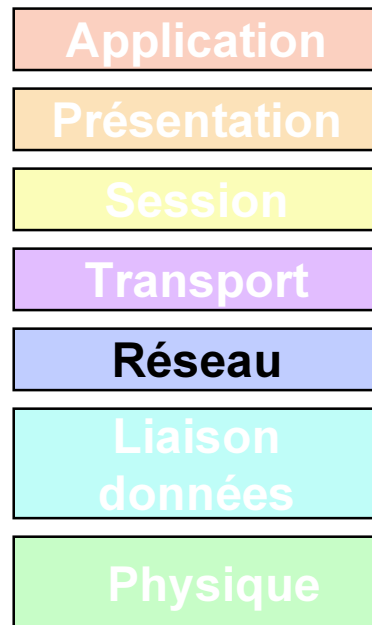 Application
Présentation
Session
Transport
Réseau
Liaison
données
Physique